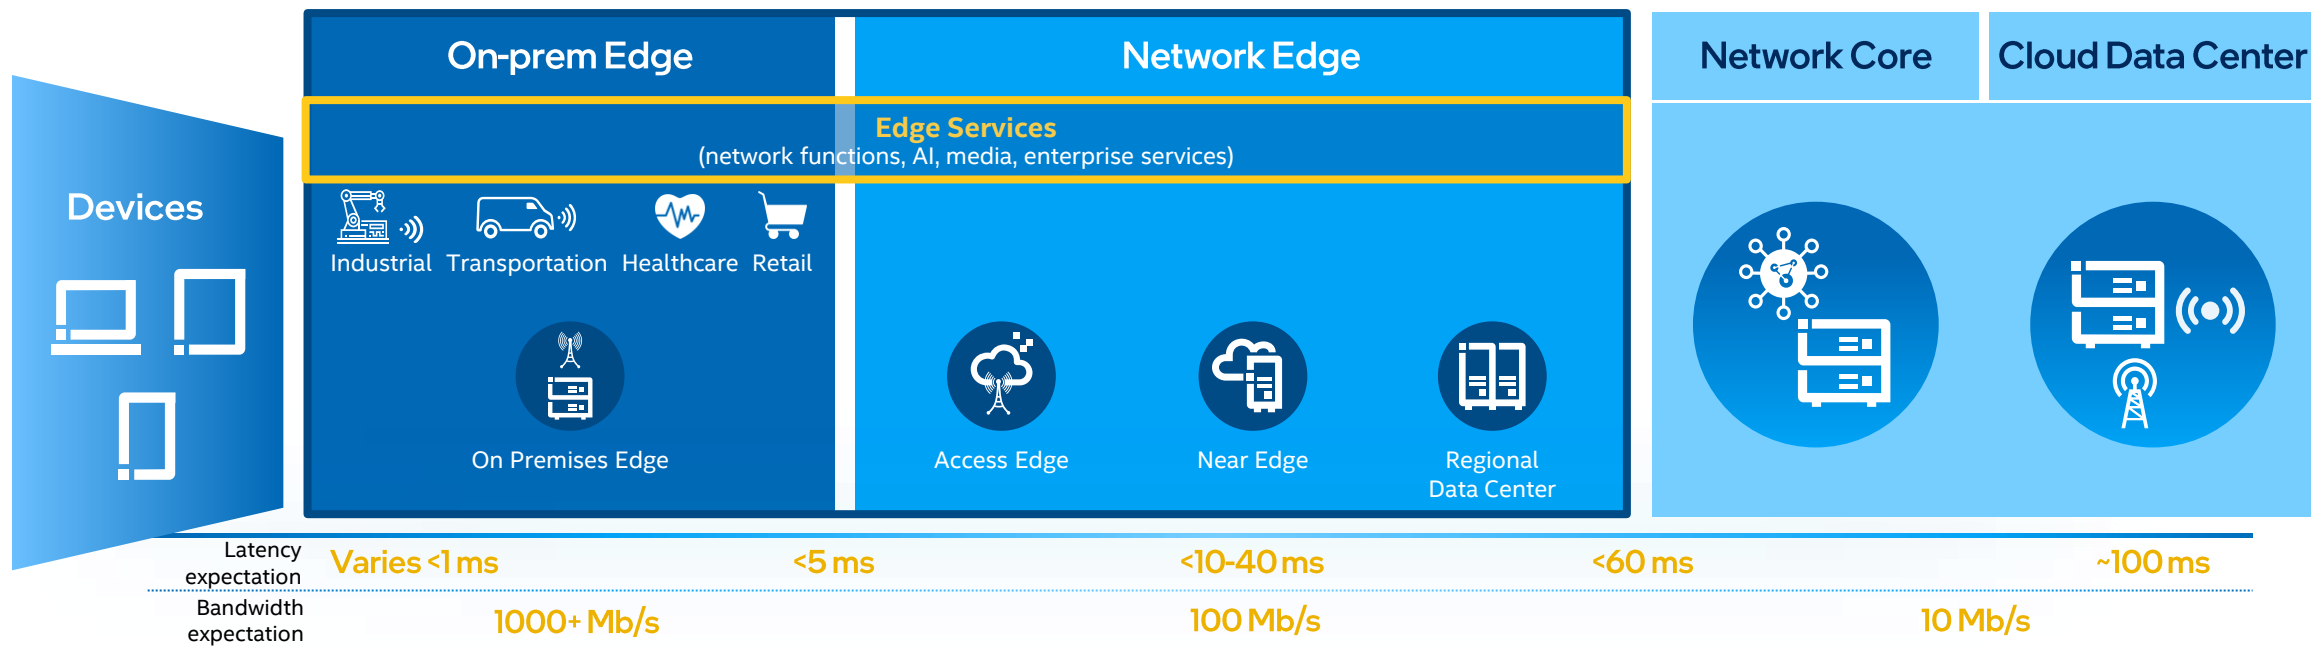 On-prem Edge
Network Edge
Network Core
Cloud Data Center
Edge Services
(network functions, AI, media, enterprise services)
Devices
Industrial
Transportation
Healthcare
Retail
On Premises Edge
Access Edge
Near Edge
Regional
Data Center
Latency
expectation
Varies <1 ms
<5 ms
<10-40 ms
<60 ms
~100 ms
Bandwidth
expectation
1000+ Mb/s
100 Mb/s
10 Mb/s